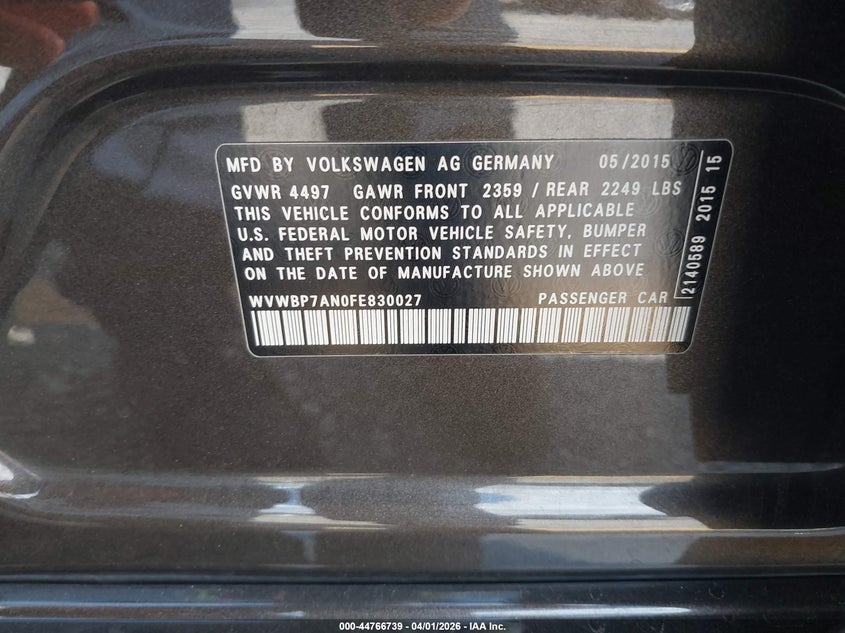 MFD BY VOLKSWAGEN AG GERMANY 05/2015
GVWR 4497 GAWR FRONT 2359 / REAR 2249 LBS
THIS VEHICLE CONFORMS TO ALL APPLICABLE
U.S. FEDERAL MOTOR VEHICLE SAFETY, BUMPER
AND THEFT PREVENTION STANDARDS IN EFFECT
ON THE DATE OF MANUFACTURE SHOWN ABOVE
WVWBP7AN0FE830027 PASSENGER CAR
2140589 2015 15
000-44766739 - 04/01/2026 - IAA Inc.